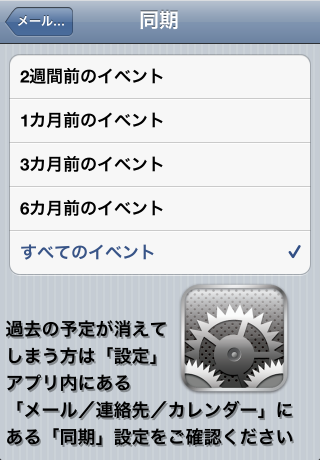 メール...
同期
2週間前のイベント
1カ月前のイベント
3カ月前のイベント
6カ月前のイベント
すべてのイベント
過去の予定が消えて
しまう方は「設定」
アプリ内にある
「メール／連絡先／カレンダー」に
ある「同期」設定をご確認ください